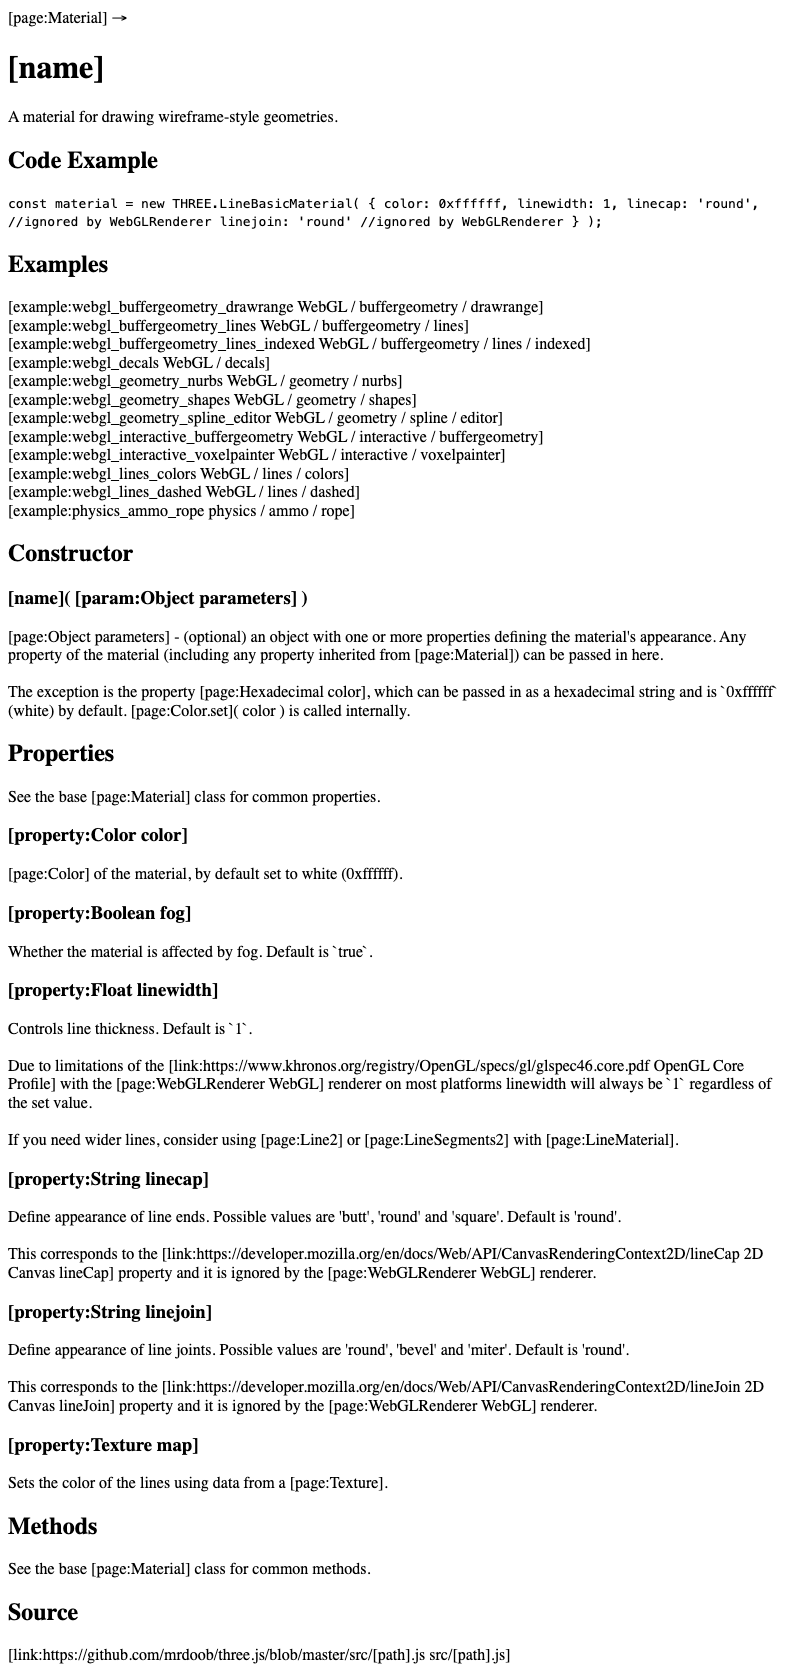 [page:Material] →
[name]
A material for drawing wireframe-style geometries.
Code Example
const material = new THREE.LineBasicMaterial( { color: 0xffffff, linewidth: 1, linecap: 'round',
//ignored by WebGLRenderer linejoin: 'round' //ignored by WebGLRenderer } );
Examples
[example:webgl_buffergeometry_drawrange WebGL / buffergeometry / drawrange]
[example:webgl_buffergeometry_lines WebGL / buffergeometry / lines]
[example:webgl_buffergeometry_lines_indexed WebGL / buffergeometry / lines / indexed]
[example:webgl_decals WebGL / decals]
[example:webgl_geometry_nurbs WebGL / geometry / nurbs]
[example:webgl_geometry_shapes WebGL / geometry / shapes]
[example:webgl_geometry_spline_editor WebGL / geometry / spline / editor]
[example:webgl_interactive_buffergeometry WebGL / interactive / buffergeometry]
[example:webgl_interactive_voxelpainter WebGL / interactive / voxelpainter]
[example:webgl_lines_colors WebGL / lines / colors]
[example:webgl_lines_dashed WebGL / lines / dashed]
[example:physics_ammo_rope physics / ammo / rope]
Constructor
[name]( [param:Object parameters] )
[page:Object parameters] - (optional) an object with one or more properties defining the material's appearance. Any
property of the material (including any property inherited from [page:Material]) can be passed in here.
The exception is the property [page:Hexadecimal color], which can be passed in as a hexadecimal string and is `0xffffff`
(white) by default. [page:Color.set]( color ) is called internally.
Properties
See the base [page:Material] class for common properties.
[property:Color color]
[page:Color] of the material, by default set to white (0xffffff).
[property:Boolean fog]
Whether the material is affected by fog. Default is `true`.
[property:Float linewidth]
Controls line thickness. Default is `1`.
Due to limitations of the [link:https://www.khronos.org/registry/OpenGL/specs/gl/glspec46.core.pdf OpenGL Core
Profile] with the [page:WebGLRenderer WebGL] renderer on most platforms linewidth will always be `1` regardless of
the set value.
If you need wider lines, consider using [page:Line2] or [page:LineSegments2] with [page:LineMaterial].
[property:String linecap]
Define appearance of line ends. Possible values are 'butt', 'round' and 'square'. Default is 'round'.
This corresponds to the [link:https://developer.mozilla.org/en/docs/Web/API/CanvasRenderingContext2D/lineCap 2D
Canvas lineCap] property and it is ignored by the [page:WebGLRenderer WebGL] renderer.
[property:String linejoin]
Define appearance of line joints. Possible values are 'round', 'bevel' and 'miter'. Default is 'round'.
This corresponds to the [link:https://developer.mozilla.org/en/docs/Web/API/CanvasRenderingContext2D/lineJoin 2D
Canvas lineJoin] property and it is ignored by the [page:WebGLRenderer WebGL] renderer.
[property:Texture map]
Sets the color of the lines using data from a [page:Texture].
Methods
See the base [page:Material] class for common methods.
Source
[link:https://github.com/mrdoob/three.js/blob/master/src/[path].js src/[path].js]